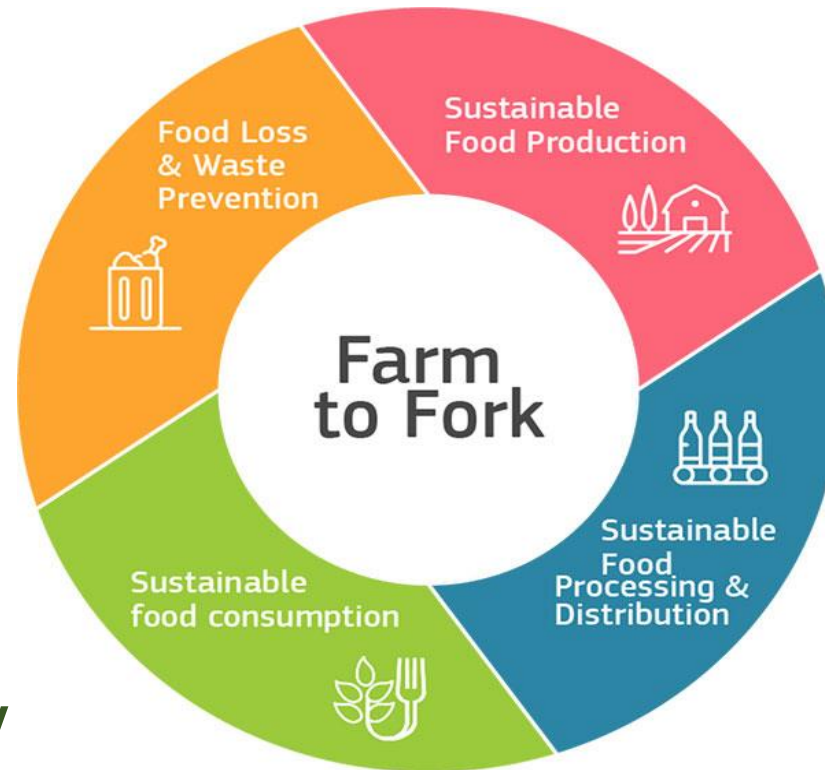 Sustainable
Food Production
Food Loss
& Waste
Prevention
Farm
to Fork
Sustainable
Food
Processing &
Distribution
Sustainable
food consumption